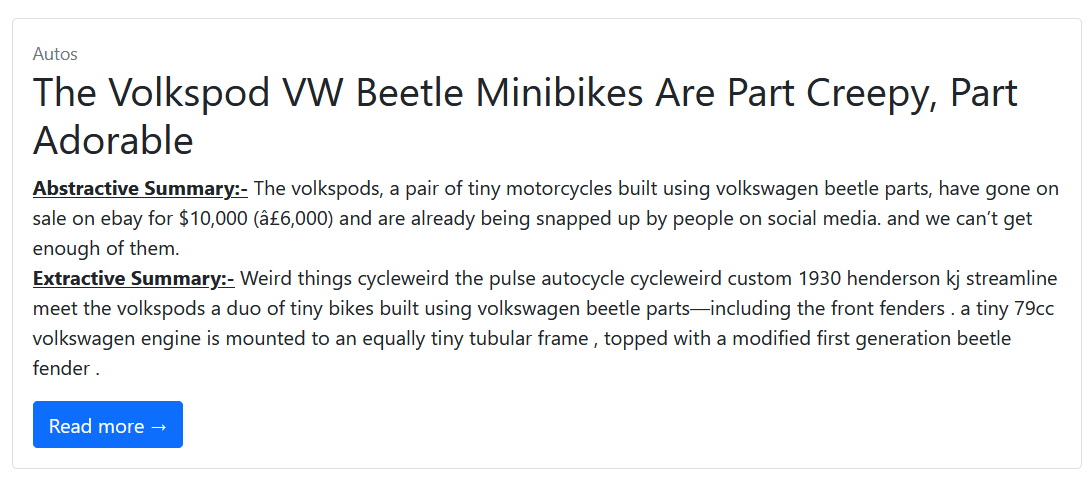 Autos
The Volkspod VW Beetle Minibikes Are Part Creepy, Part
Adorable
Abstractive Summary:- The volkspods, a pair of tiny motorcycles built using volkswagen beetle parts, have gone on
sale on ebay for $10,000 (â£6,000) and are already being snapped up by people on social media. and we can’t get
enough of them.
Extractive Summary:- Weird things cycleweird the pulse autocycle cycleweird custom 1930 henderson kj streamline
meet the volkspods a duo of tiny bikes built using volkswagen beetle parts—including the front fenders . a tiny 79cc
volkswagen engine is mounted to an equally tiny tubular frame , topped with a modified first generation beetle
fender .
Read more →